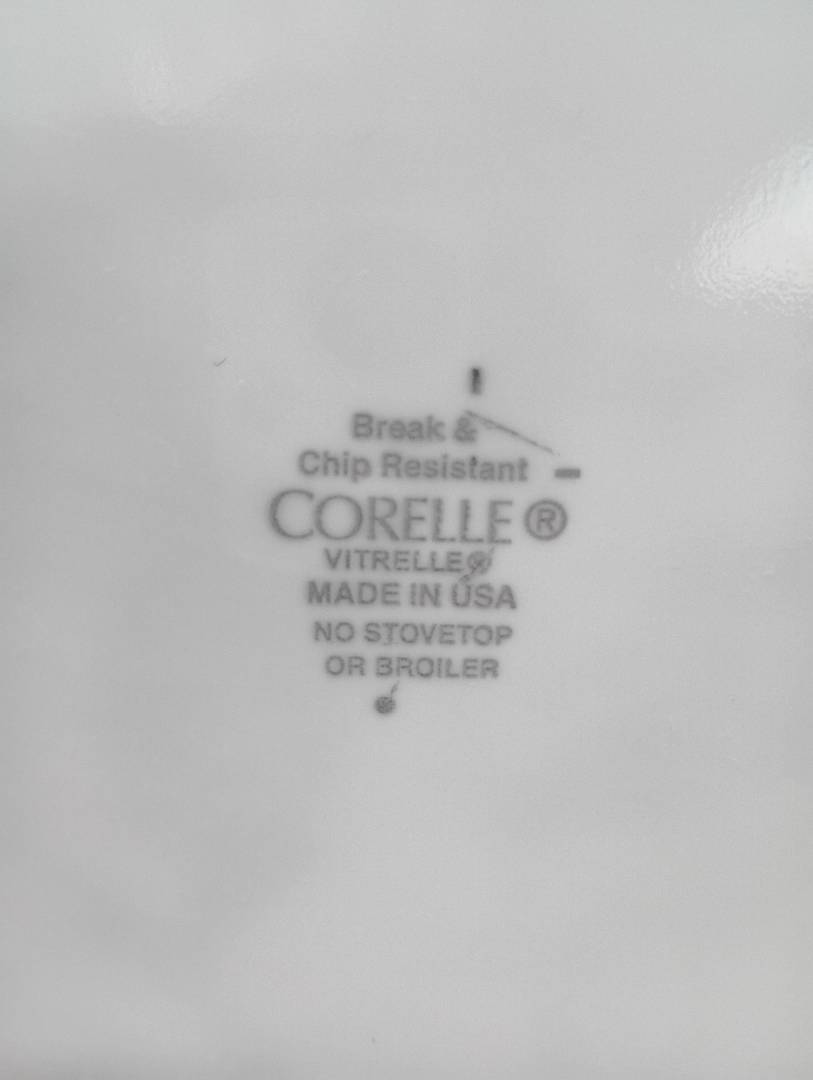 Break &
Chip Resistant
CORELLE®
VITRELLE®
MADE IN USA
NO STOVETOP
OR BROILER